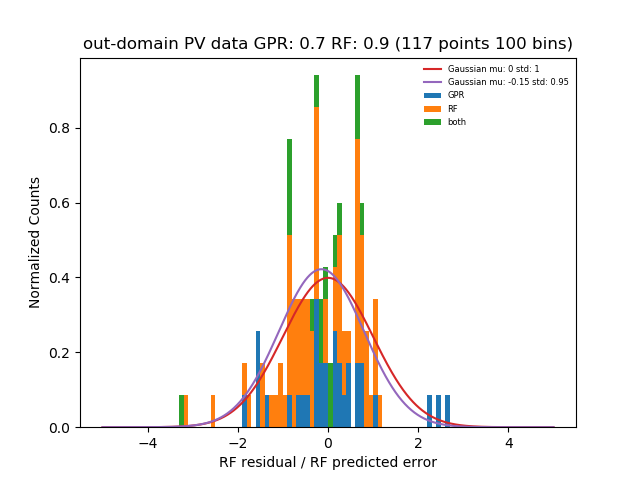 out-domain PV data GPR: 0.7 RF: 0.9 (117 points 100 bins)
Gaussian mu: 0 std: 1
Gaussian mu: -0.15 std: 0.95
GPR
RF
both
Normalized Counts
0.8
0.6
0.4
0.2
0.0
−4
−2
0
2
4
RF residual / RF predicted error